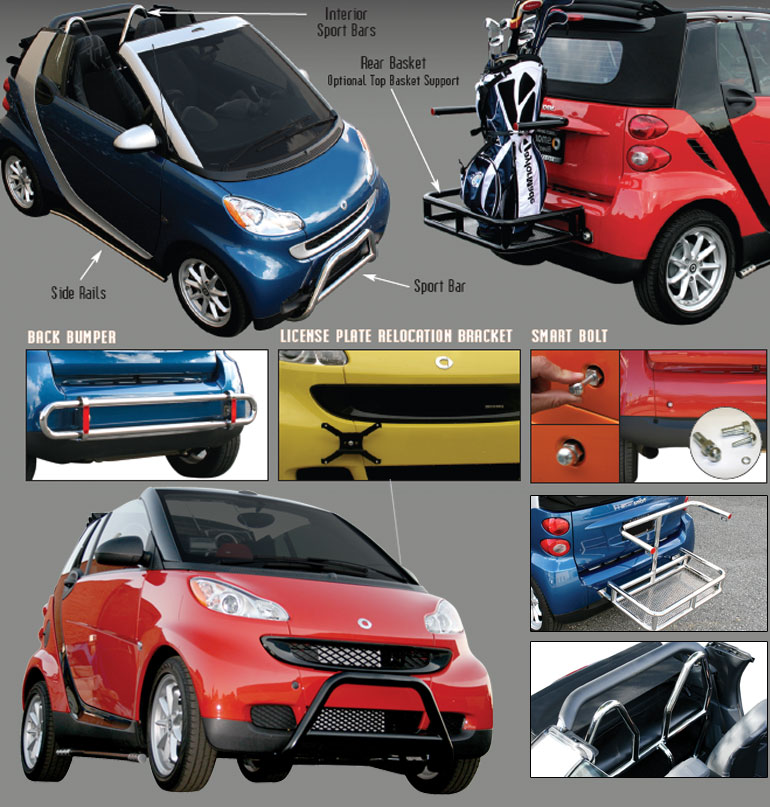 Interior
Sport Bars
Rear Basket
Optional Top Basket Support
TaylorMade
Side Rails
Sport Bar
BACK BUMPER
LICENSE PLATE RELOCATION BRACKET
SMART BOLT